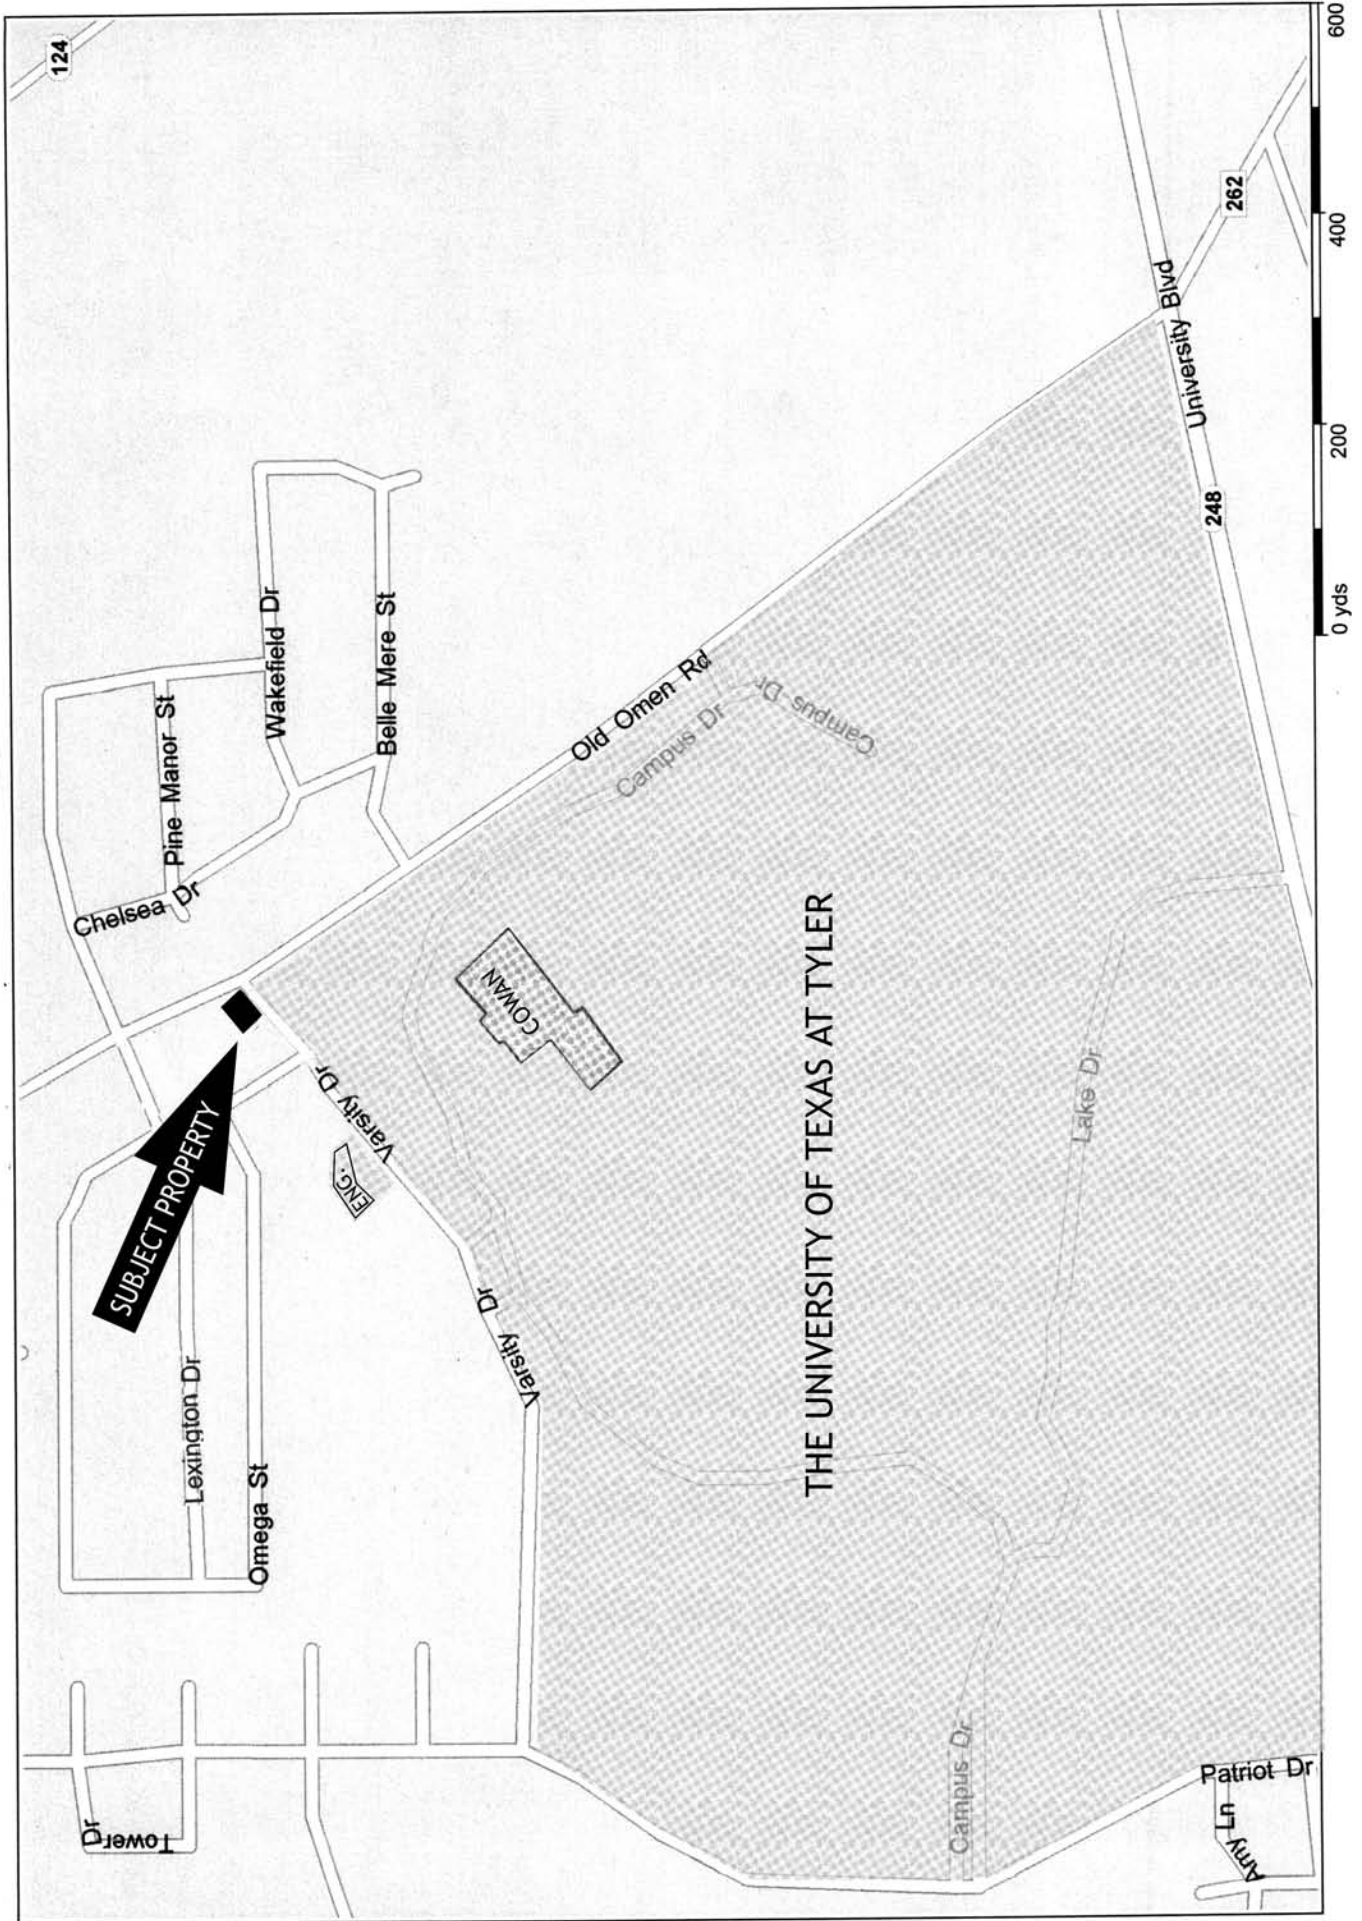 124
Chelsea Dr
Pine Manor St
Wakefield Dr
Belle Mere St
SUBJECT PROPERTY
Lexington Dr
Omega St
Tower Dr
Varsity Dr
ENG.
Varsity Dr
COWAN
Old Omen Rd
Campus Dr
Campus Dr
THE UNIVERSITY OF TEXAS AT TYLER
Lake Dr
Campus Dr
Patriot Dr
Amy Ln
University Blvd
248
262
0 yds
200
400
600